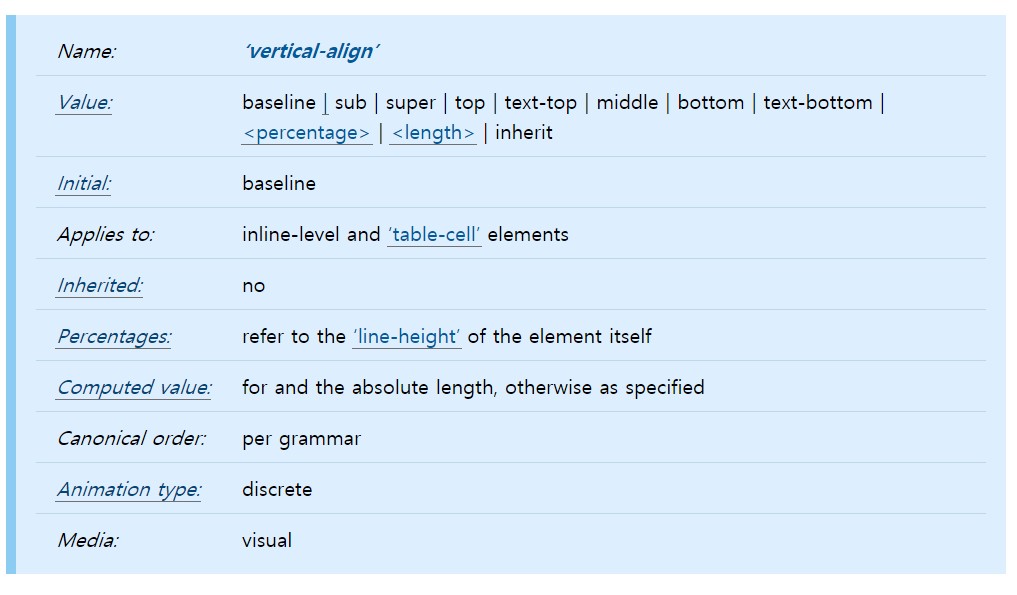 Name: ‘vertical-align’
Value: baseline | sub | super | top | text-top | middle | bottom | text-bottom |
<percentage> | <length> | inherit
Initial: baseline
Applies to: inline-level and ‘table-cell’ elements
Inherited: no
Percentages: refer to the ‘line-height’ of the element itself
Computed value: for and the absolute length, otherwise as specified
Canonical order: per grammar
Animation type: discrete
Media: visual